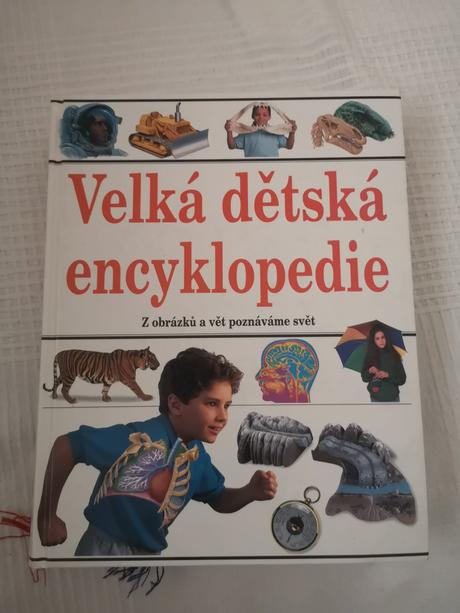 Velká dětská
encyklopedie
Z obrázků a vět poznáváme svět